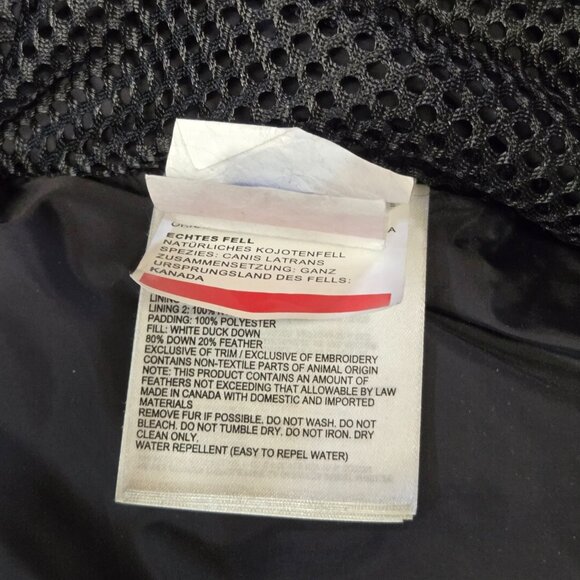 ECHTES FELL
NATÜRLICHES KOJOTENFELL
SPEZIES: CANIS LATRANS
ZUSAMMENSETZUNG: GANZ
URSPRUNGSLAND DES FELLS:
KANADA
LINING
LINING 2: 100%
PADDING: 100% POLYESTER
FILL: WHITE DUCK DOWN
80% DOWN 20% FEATHER
EXCLUSIVE OF TRIM / EXCLUSIVE OF EMBROIDERY
CONTAINS NON-TEXTILE PARTS OF ANIMAL ORIGIN
NOTE: THIS PRODUCT CONTAINS AN AMOUNT OF
FEATHERS NOT EXCEEDING THAT ALLOWABLE BY LAW
MADE IN CANADA WITH DOMESTIC AND IMPORTED
MATERIALS
REMOVE FUR IF POSSIBLE. DO NOT WASH. DO NOT
BLEACH. DO NOT TUMBLE DRY. DO NOT IRON. DRY
CLEAN ONLY.
WATER REPELLENT (EASY TO REPEL WATER)